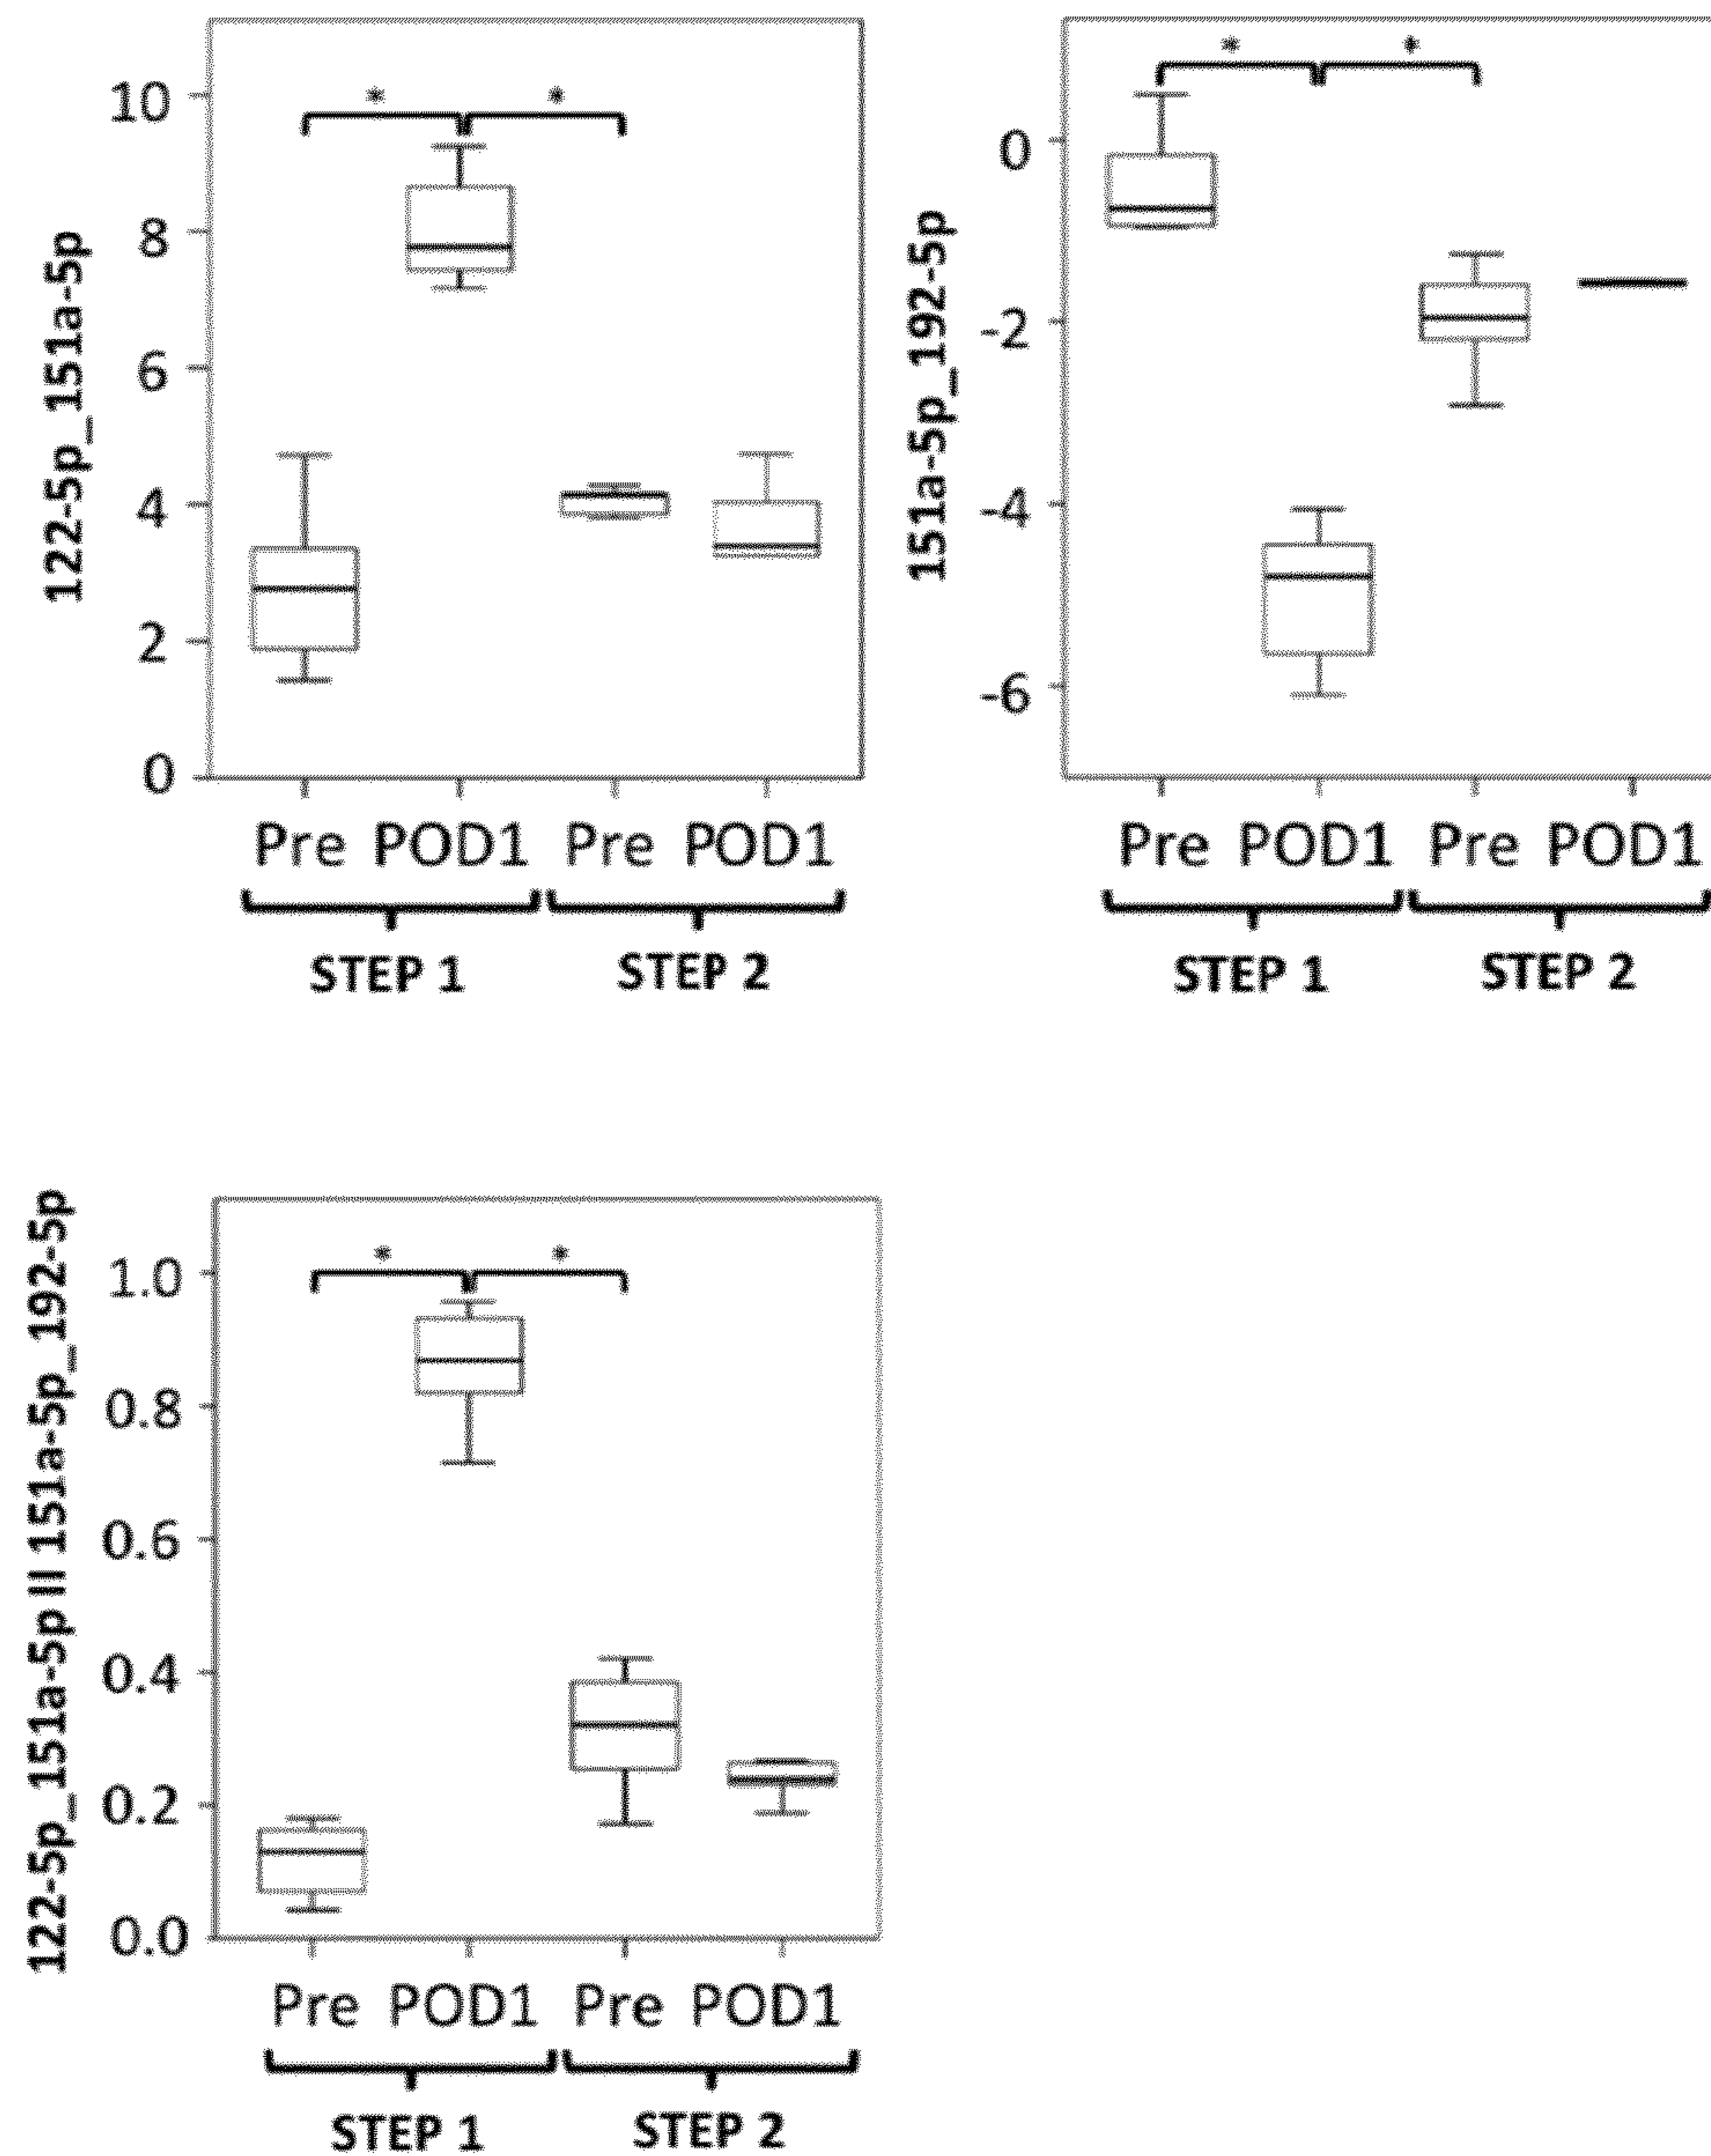 122-5p_151a-5p
10
8
6
4
2
0
* *
Pre POD1 Pre POD1
STEP 1 STEP 2
151a-5p_192-5p
0
-2
-4
-6
* *
Pre POD1 Pre POD1
STEP 1 STEP 2
122-5p_151a-5p II 151a-5p_192-5p
1.0
0.8
0.6
0.4
0.2
0.0
* *
Pre POD1 Pre POD1
STEP 1 STEP 2